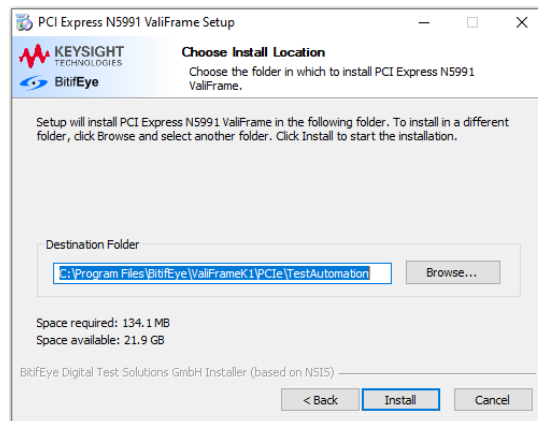 PCI Express N5991 ValiFrame Setup
KEYSIGHT
TECHNOLOGIES
BitifEye
Choose Install Location
Choose the folder in which to install PCI Express N5991
ValiFrame.
Setup will install PCI Express N5991 ValiFrame in the following folder. To install in a different
folder, click Browse and select another folder. Click Install to start the installation.
Destination Folder
C:\Program Files\BitifEye\ValiFrameK1\PCIe\TestAutomation
Browse...
Space required: 134.1 MB
Space available: 21.9 GB
BitifEye Digital Test Solutions GmbH Installer (based on NSIS)
< Back
Install
Cancel